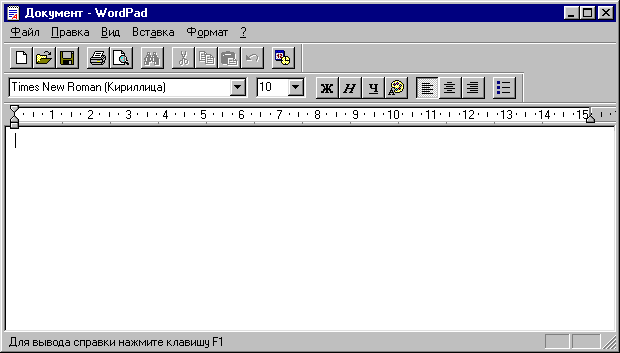 Документ - WordPad
Файл Правка Вид Вставка Формат ?
Times New Roman (Кириллица) 10 Ж Н Ч
1 2 3 4 5 6 7 8 9 10 11 12 13 14 15
Для вывода справки нажмите клавишу F1